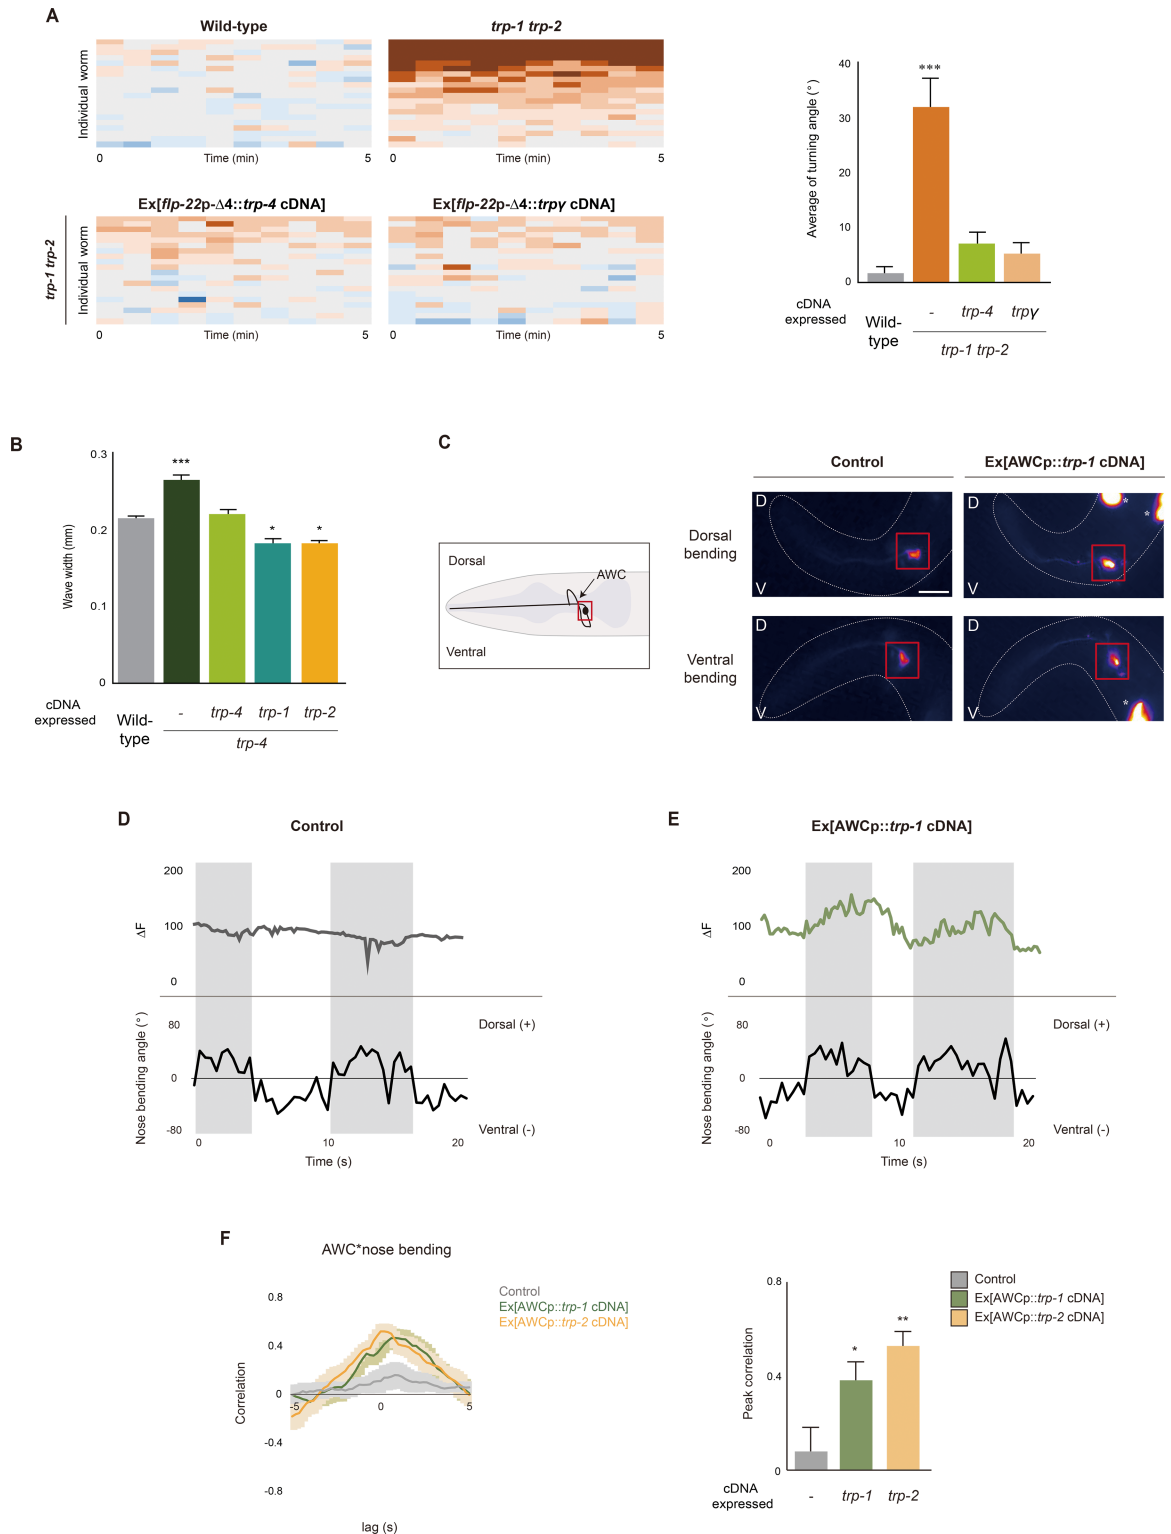 A
Wild-type
trp-1 trp-2
Individual worm
0
Time (min)
5
0
Time (min)
5
Ex[flp-22p-Δ4::trp-4 cDNA]
Ex[flp-22p-Δ4::trpγ cDNA]
trp-1 trp-2
Individual worm
0
Time (min)
5
0
Time (min)
5
Average of turning angle (°)
40
30
20
10
0
***
cDNA
expressed
Wild-
type
-
trp-4
trpγ
trp-1 trp-2
B
Wave width (mm)
0.3
0.2
0.1
0
***
*
*
cDNA
expressed
Wild-
type
-
trp-4
trp-1
trp-2
trp-4
C
Dorsal
AWC
Ventral
Control
Ex[AWCp::trp-1 cDNA]
Dorsal
bending
D
V
D
*
*
V
Ventral
bending
D
V
D
*
V
D
Control
ΔF
200
100
0
Nose bending angle (°)
80
0
-80
Dorsal (+)
Ventral (-)
0
10
20
Time (s)
E
Ex[AWCp::trp-1 cDNA]
ΔF
200
100
0
Nose bending angle (°)
80
0
-80
Dorsal (+)
Ventral (-)
0
10
20
Time (s)
F
AWC*nose bending
Correlation
0.8
0.4
0
-0.4
-0.8
-5
0
5
lag (s)
Control
Ex[AWCp::trp-1 cDNA]
Ex[AWCp::trp-2 cDNA]
Peak correlation
0.8
0.4
0
*
**
Control
Ex[AWCp::trp-1 cDNA]
Ex[AWCp::trp-2 cDNA]
cDNA
expressed
-
trp-1
trp-2